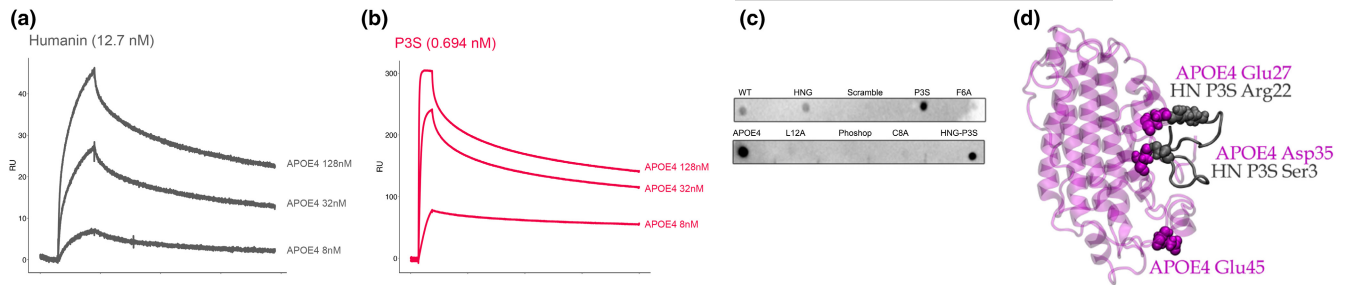 (a)
Humanin (12.7 nM)
RU
40
30
20
10
0
APOE4 128nM
APOE4 32nM
APOE4 8nM
(b)
P3S (0.694 nM)
RU
300
200
100
0
APOE4 128nM
APOE4 32nM
APOE4 8nM
(c)
WT HNG Scramble P3S F6A
APOE4 L12A Phoshop C8A HNG-P3S
(d)
APOE4 Glu27
HN P3S Arg22
APOE4 Asp35
HN P3S Ser3
APOE4 Glu45